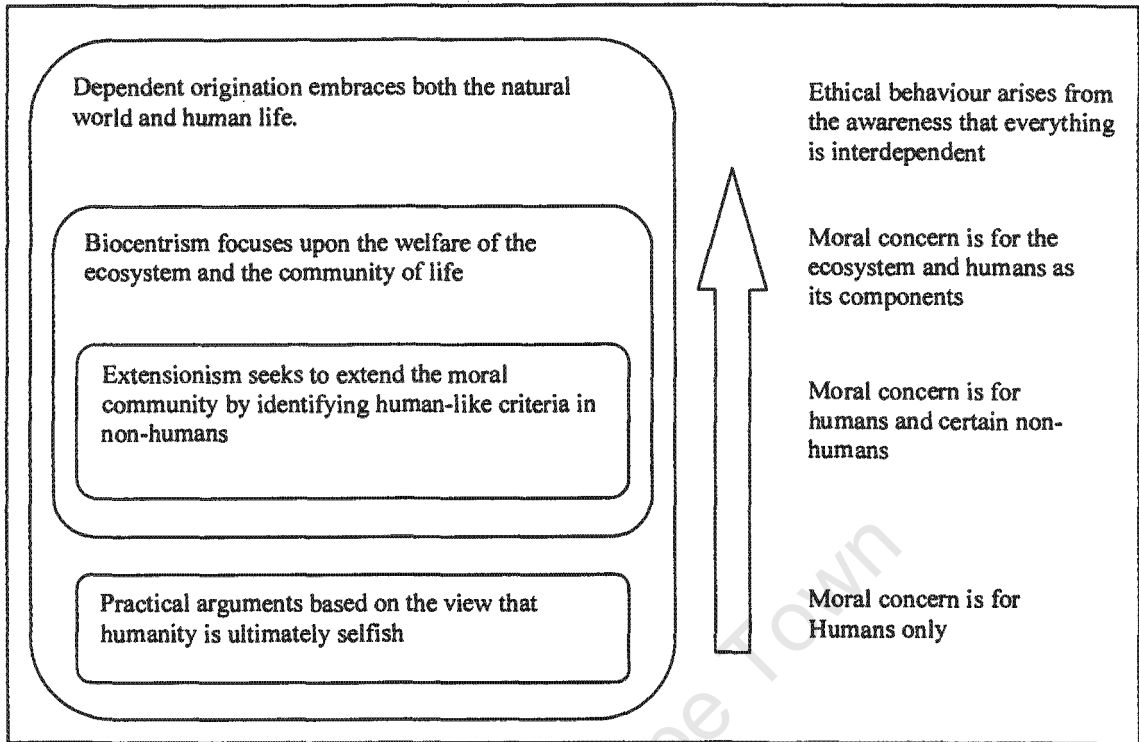 Dependent origination embraces both the natural
world and human life.
Ethical behaviour arises from
the awareness that everything
is interdependent
Biocentrism focuses upon the welfare of the
ecosystem and the community of life
Moral concern is for the
ecosystem and humans as
its components
Extensionism seeks to extend the moral
community by identifying human-like criteria in
non-humans
Moral concern is for
humans and certain non-
humans
Practical arguments based on the view that
humanity is ultimately selfish
Moral concern is for
Humans only
Town